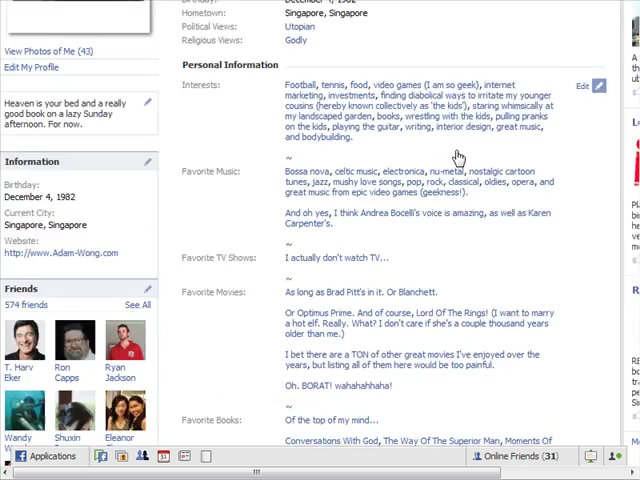 Hometown: Singapore, Singapore
Political Views: Utopian
Religious Views: Godly
View Photos of Me (43)
Edit My Profile
Heaven is your bed and a really
good book on a lazy Sunday
afternoon. For now.
Information
Birthday:
December 4, 1982
Current City:
Singapore, Singapore
Website:
http://www.Adam-Wong.com
Friends
574 friends See All
T. Harv
Eker
Ron
Capps
Ryan
Jackson
Wandy
Shuxin
Eleanor
Personal Information
Edit
Interests: Football, tennis, food, video games (I am so geek), internet
marketing, investments, finding diabolical ways to irritate my younger
cousins (hereby known collectively as 'the kids'), staring whimsically at
my landscaped garden, books, wrestling with the kids, pulling pranks
on the kids, playing the guitar, writing, interior design, great music,
and bodybuilding.
~
Favorite Music: Bossa nova, celtic music, electronica, nu-metal, nostalgic cartoon
tunes, jazz, mushy love songs, pop, rock, classical, oldies, opera, and
great music from epic video games (geekness!).
And oh yes, I think Andrea Bocelli's voice is amazing, as well as Karen
Carpenter's.
~
Favorite TV Shows: I actually don't watch TV...
~
Favorite Movies: As long as Brad Pitt's in it. Or Blanchett.
Or Optimus Prime. And of course, Lord Of The Rings! (I want to marry
a hot elf. Really. What? I don't care if she's a couple thousand years
older than me.)
I bet there are a TON of other great movies I've enjoyed over the
years, but listing all of them here would be too painful.
Oh. BORAT! wahahahhaha!
~
Favorite Books: Of the top of my mind...
Conversations With God, The Way Of The Superior Man, Moments Of
Applications
Online Friends (31)